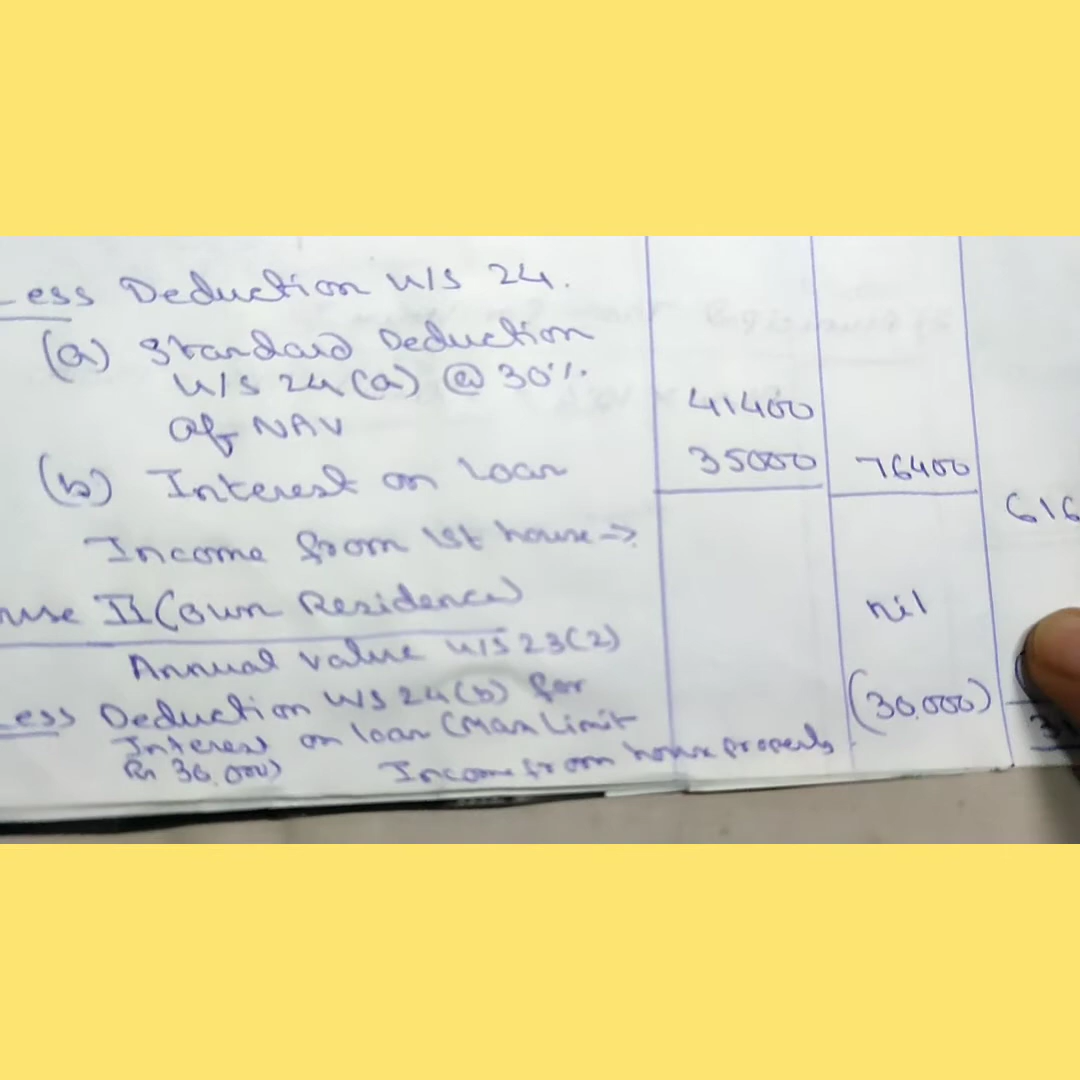 Less Deduction u/s 24.
(a) Standard Deduction
u/s 24(a) @ 30%.
of NAV 41400
(b) Interest on loan 35000 76400
616
Income from 1st house →
use II (Own Residence) nil
Annual value u/s 23(2)
Less Deduction u/s 24(b) for (30,000)
Interest on loan (Max Limit
Rs 30,000) Income from house property